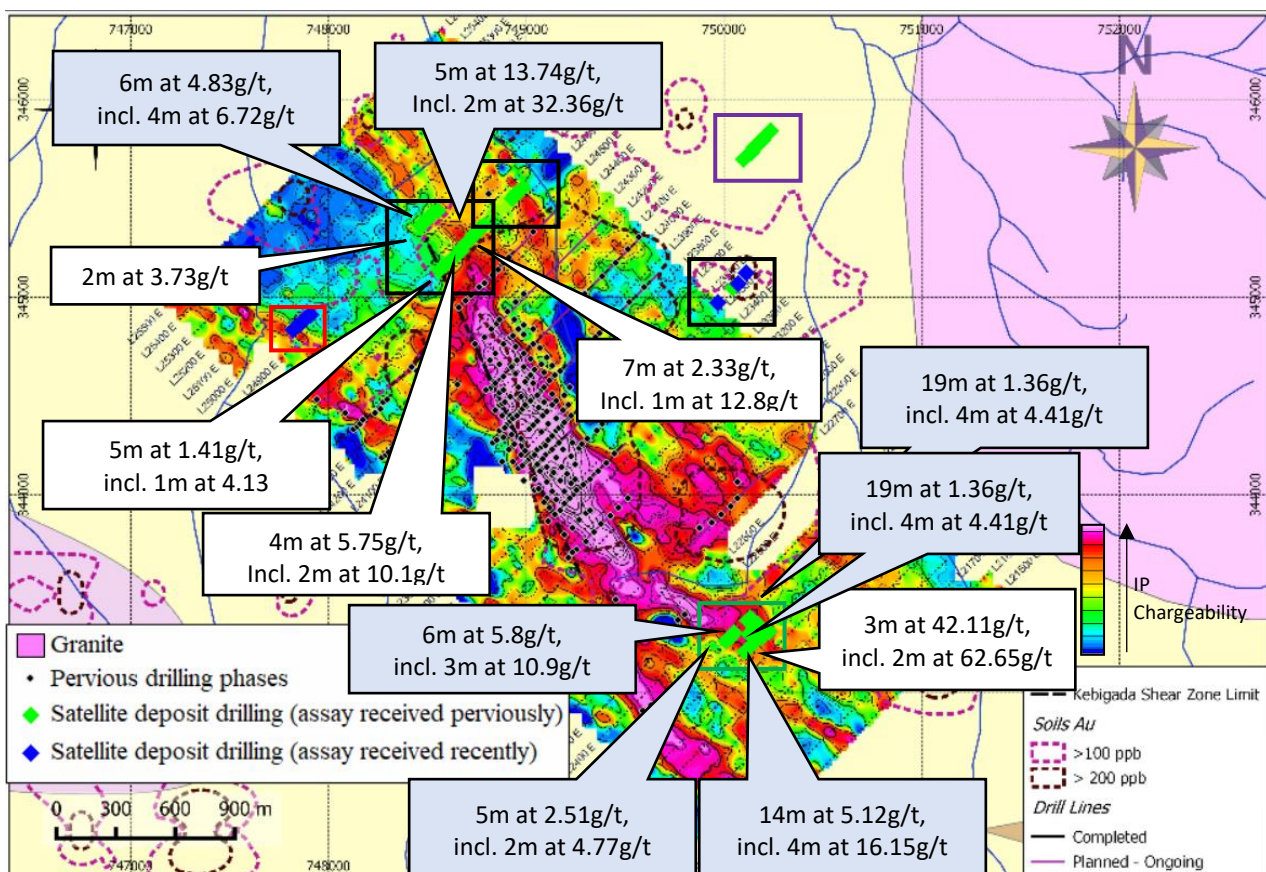 747000
748000
749000
750000
751000
752000
346000
346000
N
6m at 4.83g/t,
incl. 4m at 6.72g/t
5m at 13.74g/t,
Incl. 2m at 32.36g/t
2m at 3.73g/t
345000
345000
7m at 2.33g/t,
Incl. 1m at 12.8g/t
19m at 1.36g/t,
incl. 4m at 4.41g/t
5m at 1.41g/t,
incl. 1m at 4.13
19m at 1.36g/t,
incl. 4m at 4.41g/t
344000
344000
4m at 5.75g/t,
Incl. 2m at 10.1g/t
IP
Chargeability
6m at 5.8g/t,
incl. 3m at 10.9g/t
3m at 42.11g/t,
incl. 2m at 62.65g/t
Granite
Pervious drilling phases
Satellite deposit drilling (assay received perviously)
Satellite deposit drilling (assay received recently)
0 300 600 900 m
5m at 2.51g/t,
incl. 2m at 4.77g/t
14m at 5.12g/t,
incl. 4m at 16.15g/t
Kebigada Shear Zone Limit
Soils Au
>100 ppb
> 200 ppb
Drill Lines
Completed
Planned - Ongoing
747000
748000